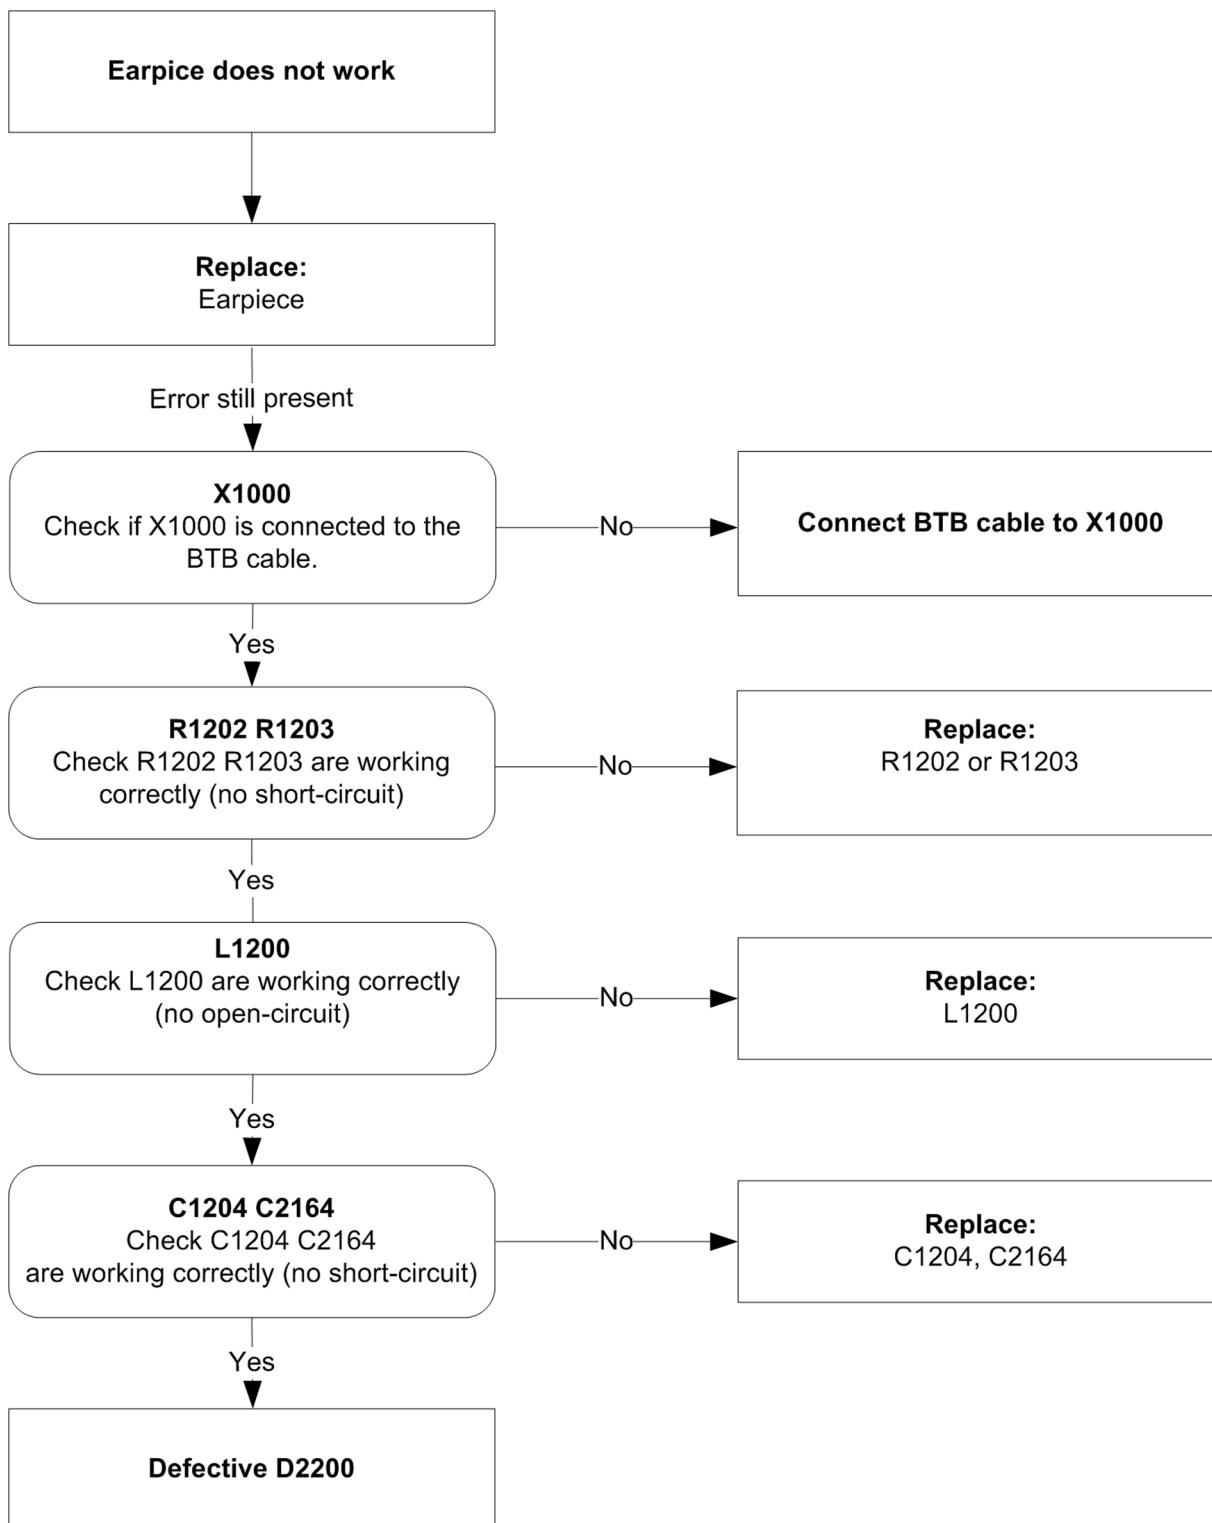 Earpice does not work
Replace:
Earpiece
Error still present
X1000
Check if X1000 is connected to the
BTB cable.
No
Connect BTB cable to X1000
Yes
R1202 R1203
Check R1202 R1203 are working
correctly (no short-circuit)
No
Replace:
R1202 or R1203
Yes
L1200
Check L1200 are working correctly
(no open-circuit)
No
Replace:
L1200
Yes
C1204 C2164
Check C1204 C2164
are working correctly (no short-circuit)
No
Replace:
C1204, C2164
Yes
Defective D2200